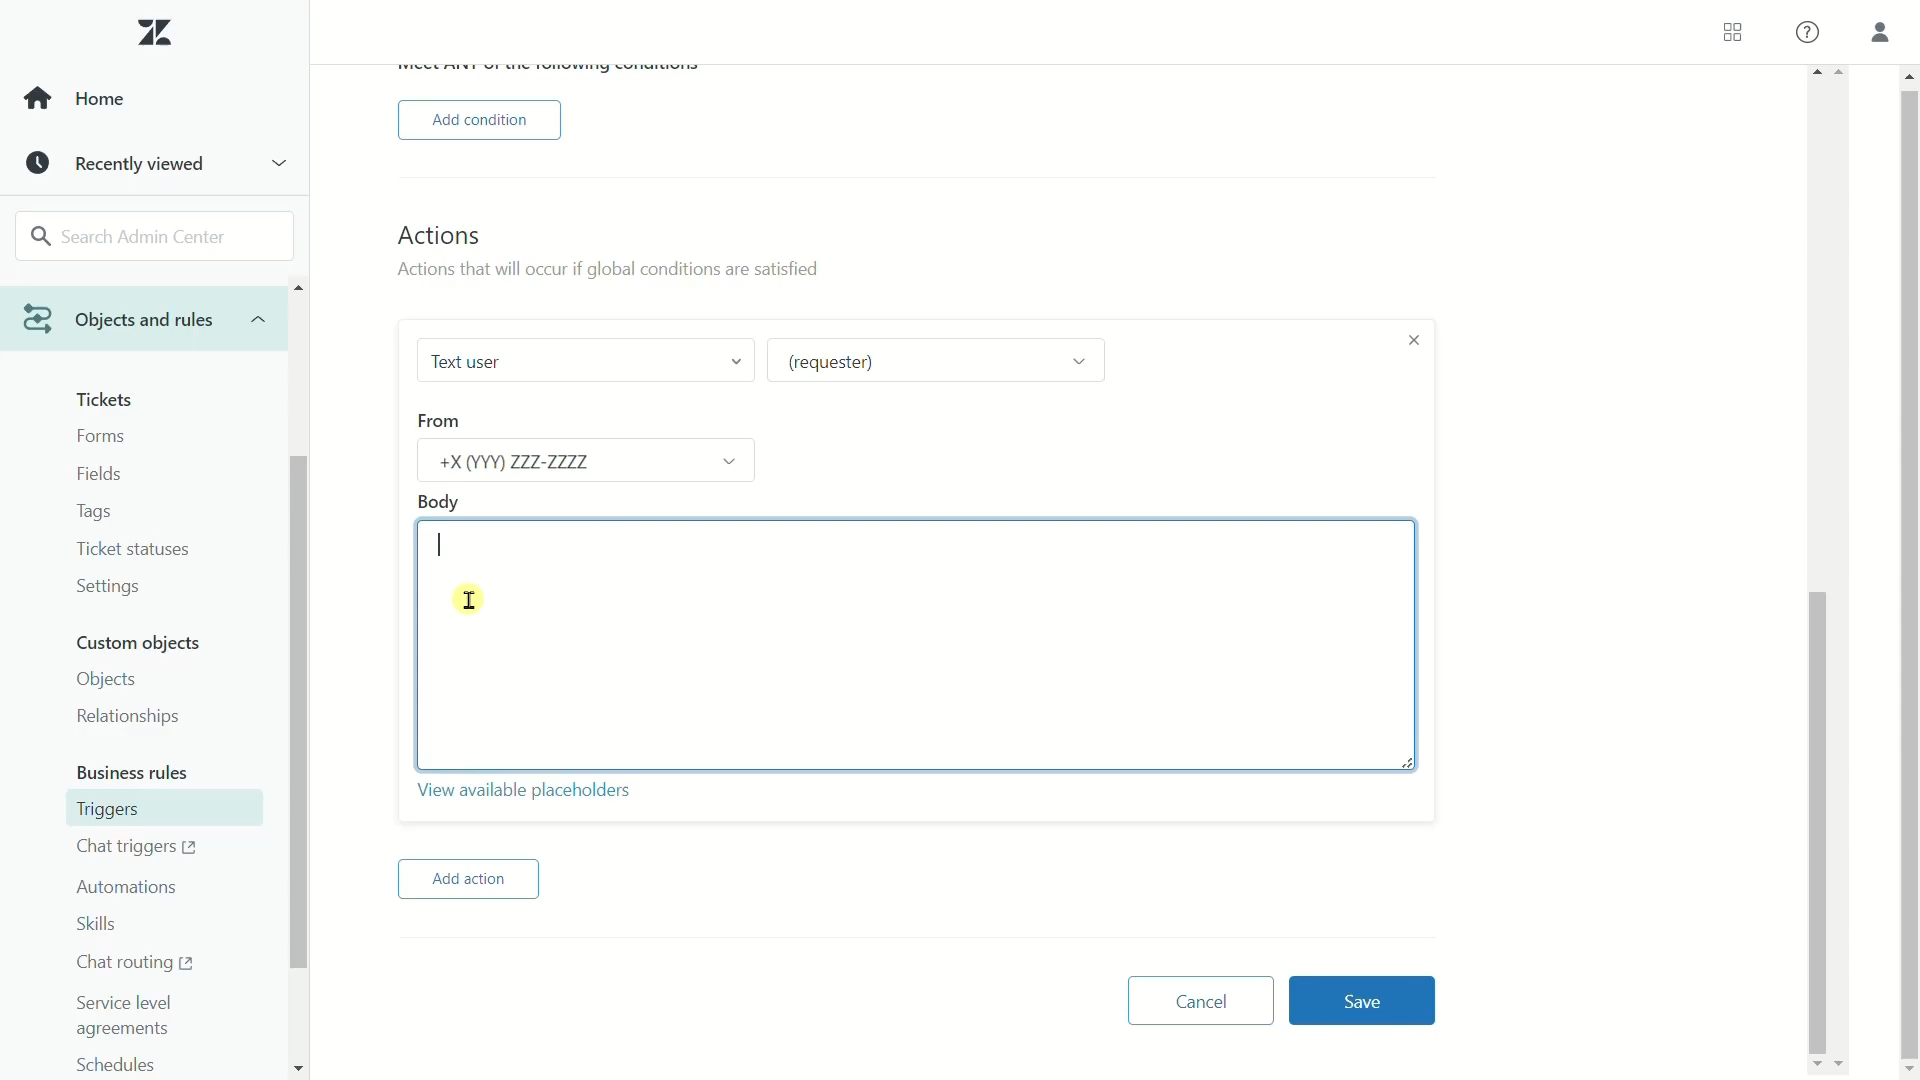 Home
Recently viewed
Search Admin Center
Objects and rules
Tickets
Forms
Fields
Tags
Ticket statuses
Settings
Custom objects
Objects
Relationships
Business rules
Triggers
Chat triggers
Automations
Skills
Chat routing
Service level
agreements
Schedules
Meet ANY of the following conditions
Add condition
Actions
Actions that will occur if global conditions are satisfied
Text user
(requester)
From
+X (YYY) ZZZ-ZZZZ
Body
View available placeholders
Add action
Cancel
Save